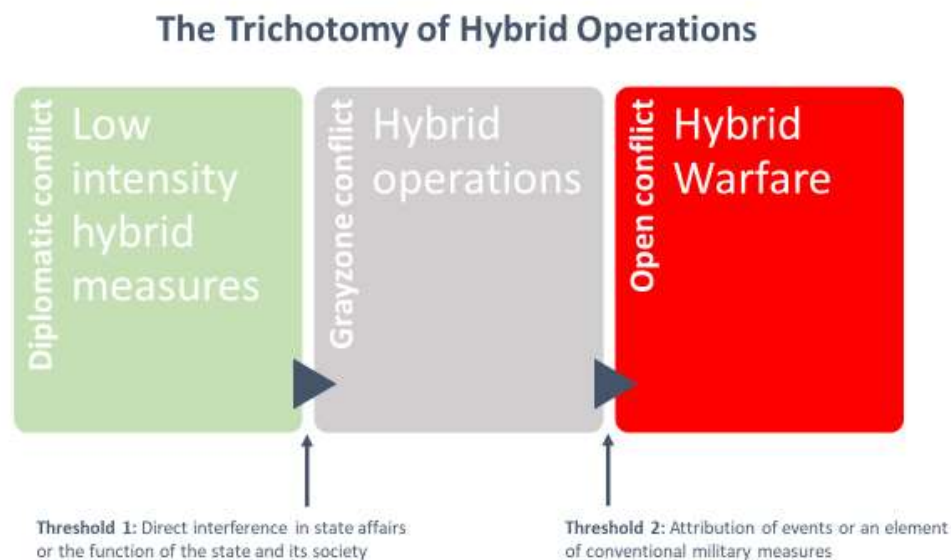 The Trichotomy of Hybrid Operations
Diplomatic conflict
Low
intensity
hybrid
measures
Grayzone conflict
Hybrid
operations
Open conflict
Hybrid
Warfare
Threshold 1: Direct interference in state affairs
or the function of the state and its society
Threshold 2: Attribution of events or an element
of conventional military measures